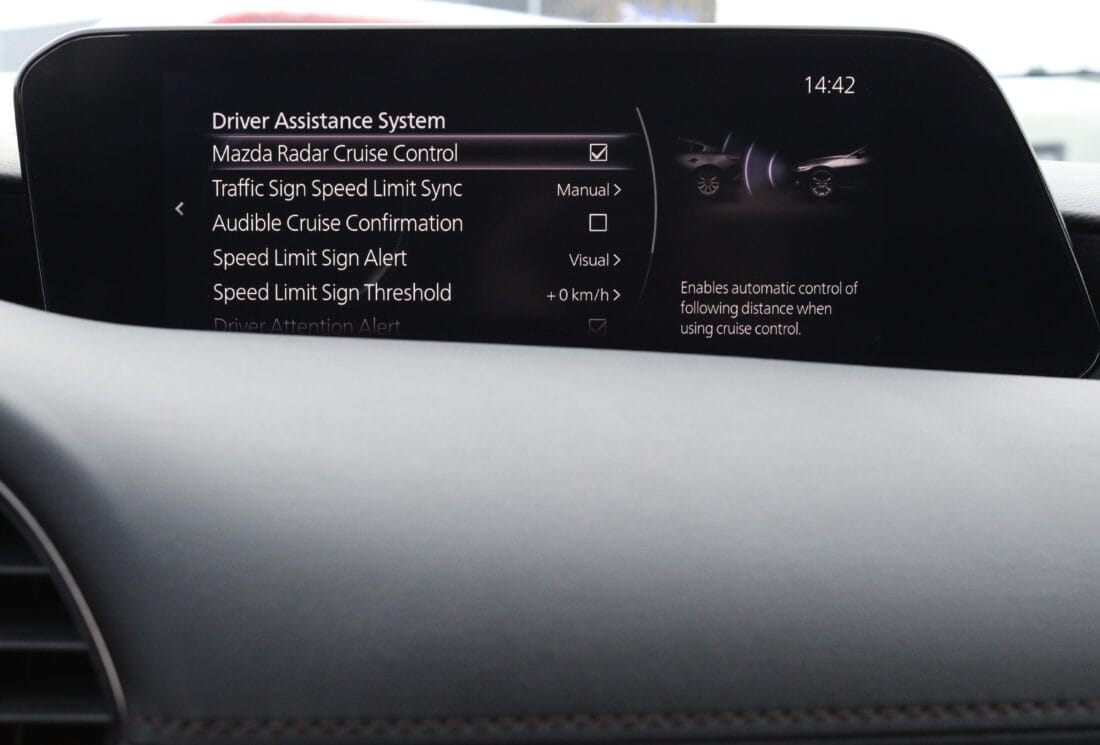 14:42
Driver Assistance System
Mazda Radar Cruise Control
Traffic Sign Speed Limit Sync Manual >
Audible Cruise Confirmation
Speed Limit Sign Alert Visual >
Speed Limit Sign Threshold + 0 km/h >
Driver Attention Alert
Enables automatic control of
following distance when
using cruise control.